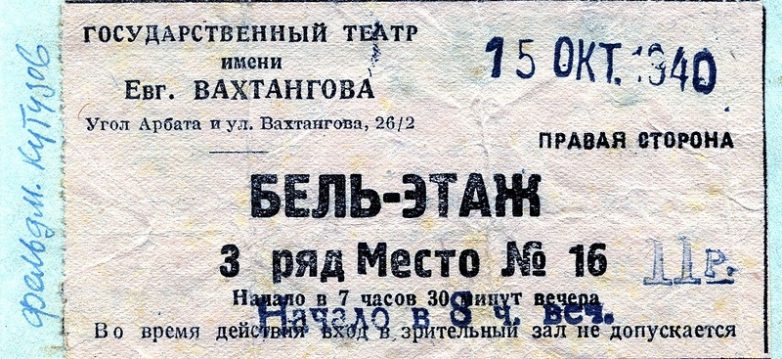 фельдм. Кутузов
ГОСУДАРСТВЕННЫЙ ТЕАТР
имени
Евг. ВАХТАНГОВА
Угол Арбата и ул. Вахтангова, 26/2
15 ОКТ. 1940
ПРАВАЯ СТОРОНА
БЕЛЬ-ЭТАЖ
3 ряд Место № 16
11 р.
Начало в 7 часов 30 минут вечера
Начало в 8 ч. веч.
Во время действия вход в зрительный зал не допускается